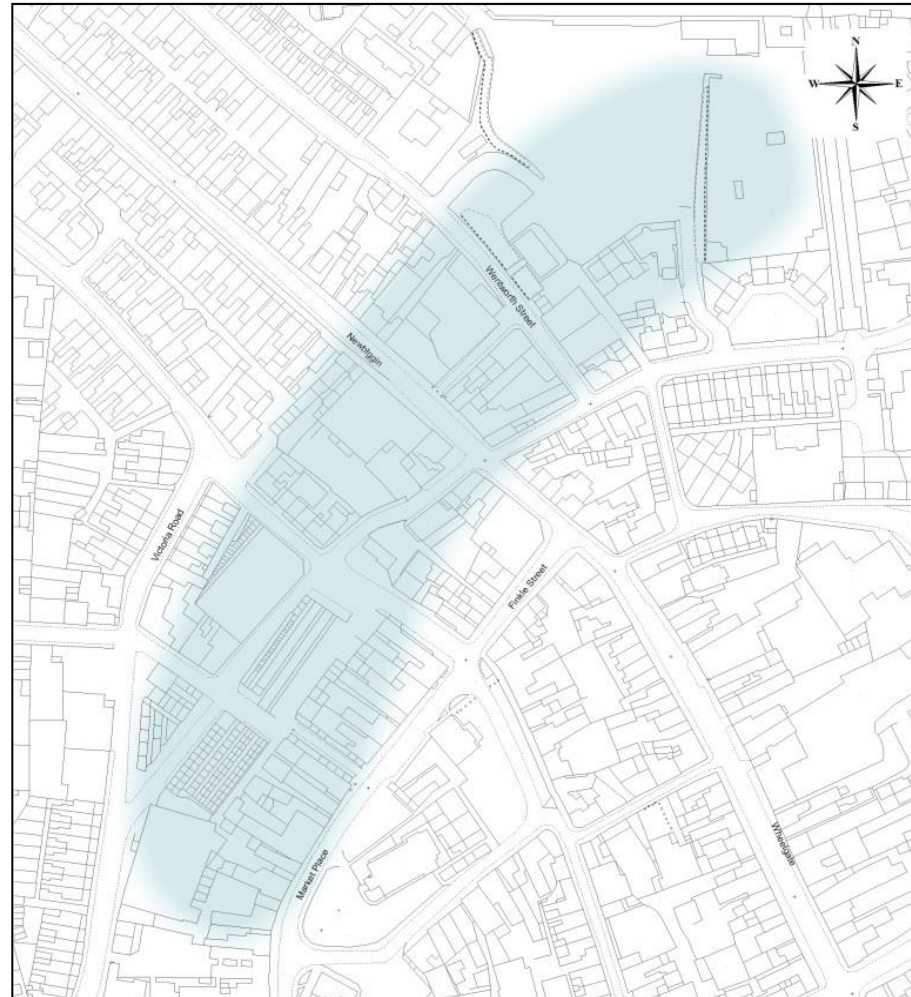 N
W
E
S
Wentworth Street
Newbiggin
Victoria Road
Finkle Street
Market Place
Wheelgate